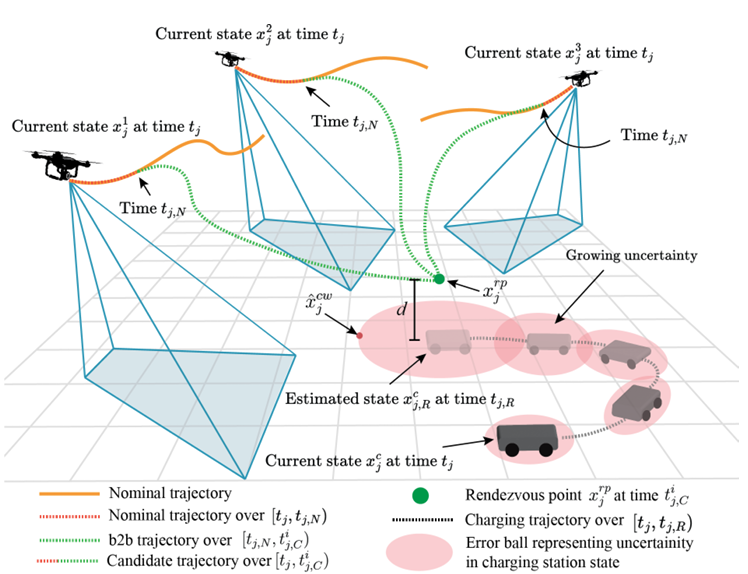 Current state $x_j^2$ at time $t_j$
Current state $x_j^3$ at time $t_j$
Current state $x_j^1$ at time $t_j$
Time $t_{j,N}$
Time $t_{j,N}$
Time $t_{j,N}$
Growing uncertainty
$x_j^{rp}$
$\hat{x}_j^{cw}$
$d$
Estimated state $x_{j,R}^c$ at time $t_{j,R}$
Current state $x_j^c$ at time $t_j$
Nominal trajectory
Nominal trajectory over $[t_j, t_{j,N})$
b2b trajectory over $[t_{j,N}, t_{j,C}^i)$
Candidate trajectory over $[t_j, t_{j,C}^i)$
Rendezvous point $x_j^{rp}$ at time $t_{j,C}^i$
Charging trajectory over $[t_j, t_{j,R})$
Error ball representing uncertaininty
in charging station state